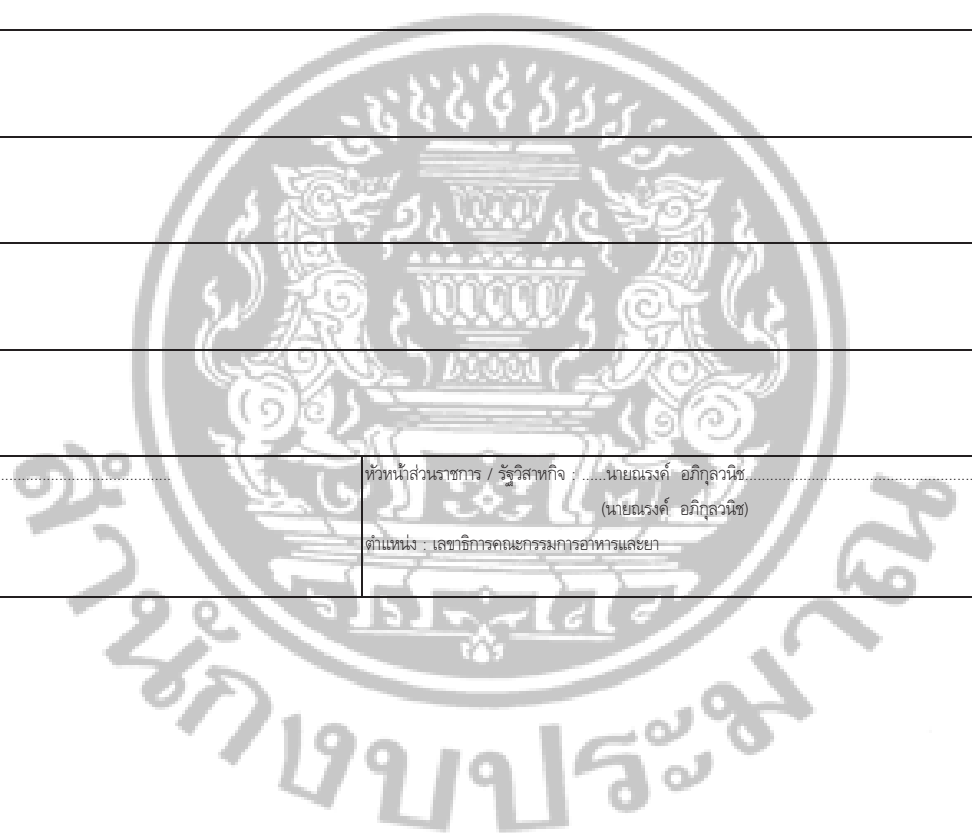 หัวหน้าส่วนราชการ / รัฐวิสาหกิจ : ......นายณรงค์ อภิกุลวนิช......
(นายณรงค์ อภิกุลวนิช)
ตำแหน่ง : เลขาธิการคณะกรรมการอาหารและยา
สำนักงบประมาณ